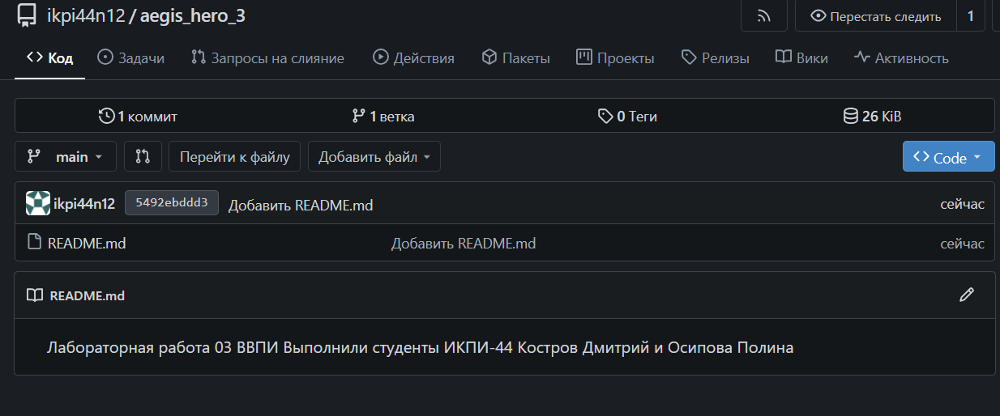 ikpi44n12 / aegis_hero_3
Перестать следить 1
Код Задачи Запросы на слияние Действия Пакеты Проекты Релизы Вики Активность
1 коммит 1 ветка 0 Теги 26 KiB
main Перейти к файлу Добавить файл Code
ikpi44n12 5492ebddd3 Добавить README.md сейчас
README.md Добавить README.md сейчас
README.md
Лабораторная работа 03 ВВПИ Выполнили студенты ИКПИ-44 Костров Дмитрий и Осипова Полина